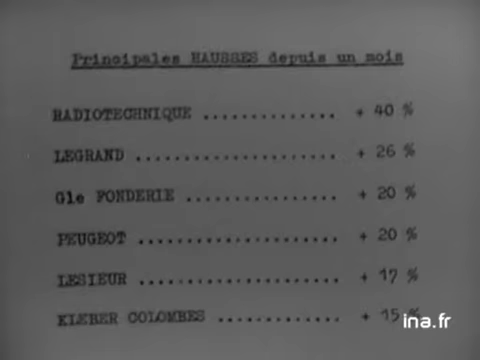 Principales HAUSSES depuis un mois
RADIOTECHNIQUE .............. + 40 %
LEGRAND ..................... + 26 %
Gle FONDERIE ................ + 20 %
PEUGEOT ..................... + 20 %
LESIEUR ..................... + 17 %
KLEBER COLOMBES ............. + 15 %
ina.fr